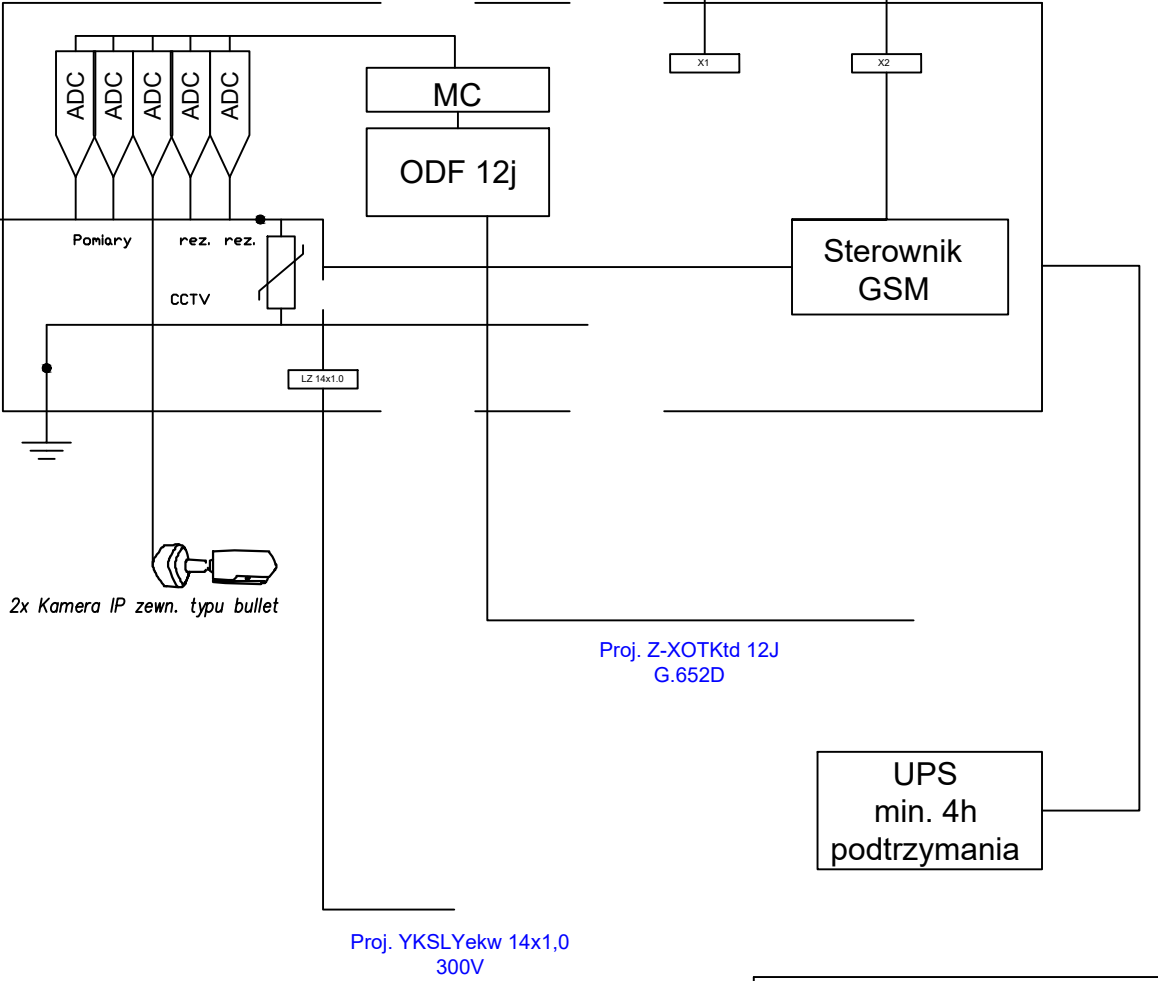 X1
X2
ADC
ADC
ADC
ADC
ADC
MC
ODF 12j
Pomiary
rez.
rez.
CCTV
Sterownik
GSM
LZ 14x1.0
2x Kamera IP zewn. typu bullet
Proj. Z-XOTKtd 12J
G.652D
UPS
min. 4h
podtrzymania
Proj. YKSLYekw 14x1,0
300V